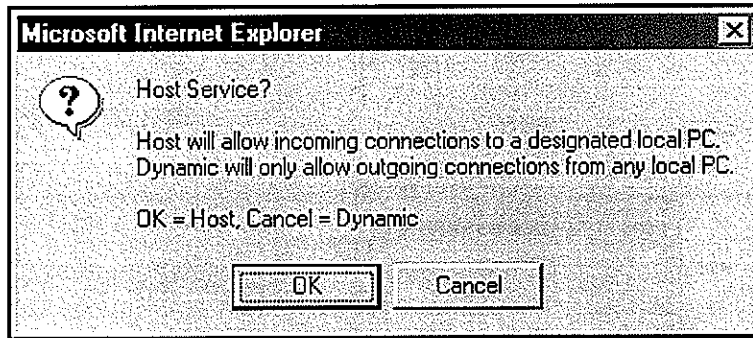 Microsoft Internet Explorer
Host Service?
Host will allow incoming connections to a designated local PC.
Dynamic will only allow outgoing connections from any local PC.
OK = Host, Cancel = Dynamic
OK Cancel